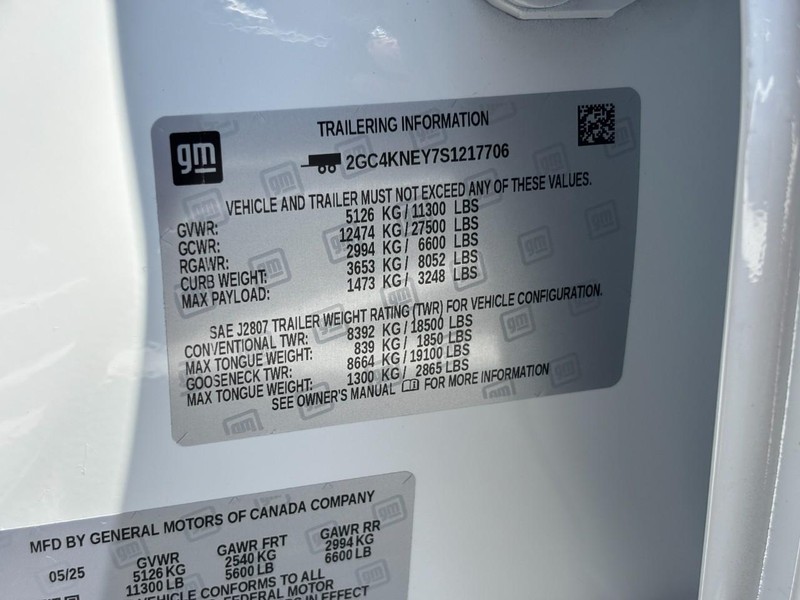 gm
TRAILERING INFORMATION
2GC4KNEY7S1217706
VEHICLE AND TRAILER MUST NOT EXCEED ANY OF THESE VALUES.
GVWR: 5126 KG / 11300 LBS
GCWR: 12474 KG / 27500 LBS
RGAWR: 2994 KG / 6600 LBS
CURB WEIGHT: 3653 KG / 8052 LBS
MAX PAYLOAD: 1473 KG / 3248 LBS
SAE J2807 TRAILER WEIGHT RATING (TWR) FOR VEHICLE CONFIGURATION.
CONVENTIONAL TWR: 8392 KG / 18500 LBS
MAX TONGUE WEIGHT: 839 KG / 1850 LBS
GOOSENECK TWR: 8664 KG / 19100 LBS
MAX TONGUE WEIGHT: 1300 KG / 2865 LBS
SEE OWNER'S MANUAL FOR MORE INFORMATION
MFD BY GENERAL MOTORS OF CANADA COMPANY
GVWR GAWR FRT GAWR RR
05/25 5126 KG 2540 KG 2994 KG
11300 LB 5600 LB 6600 LB
VEHICLE CONFORMS TO ALL
FEDERAL MOTOR
IN EFFECT